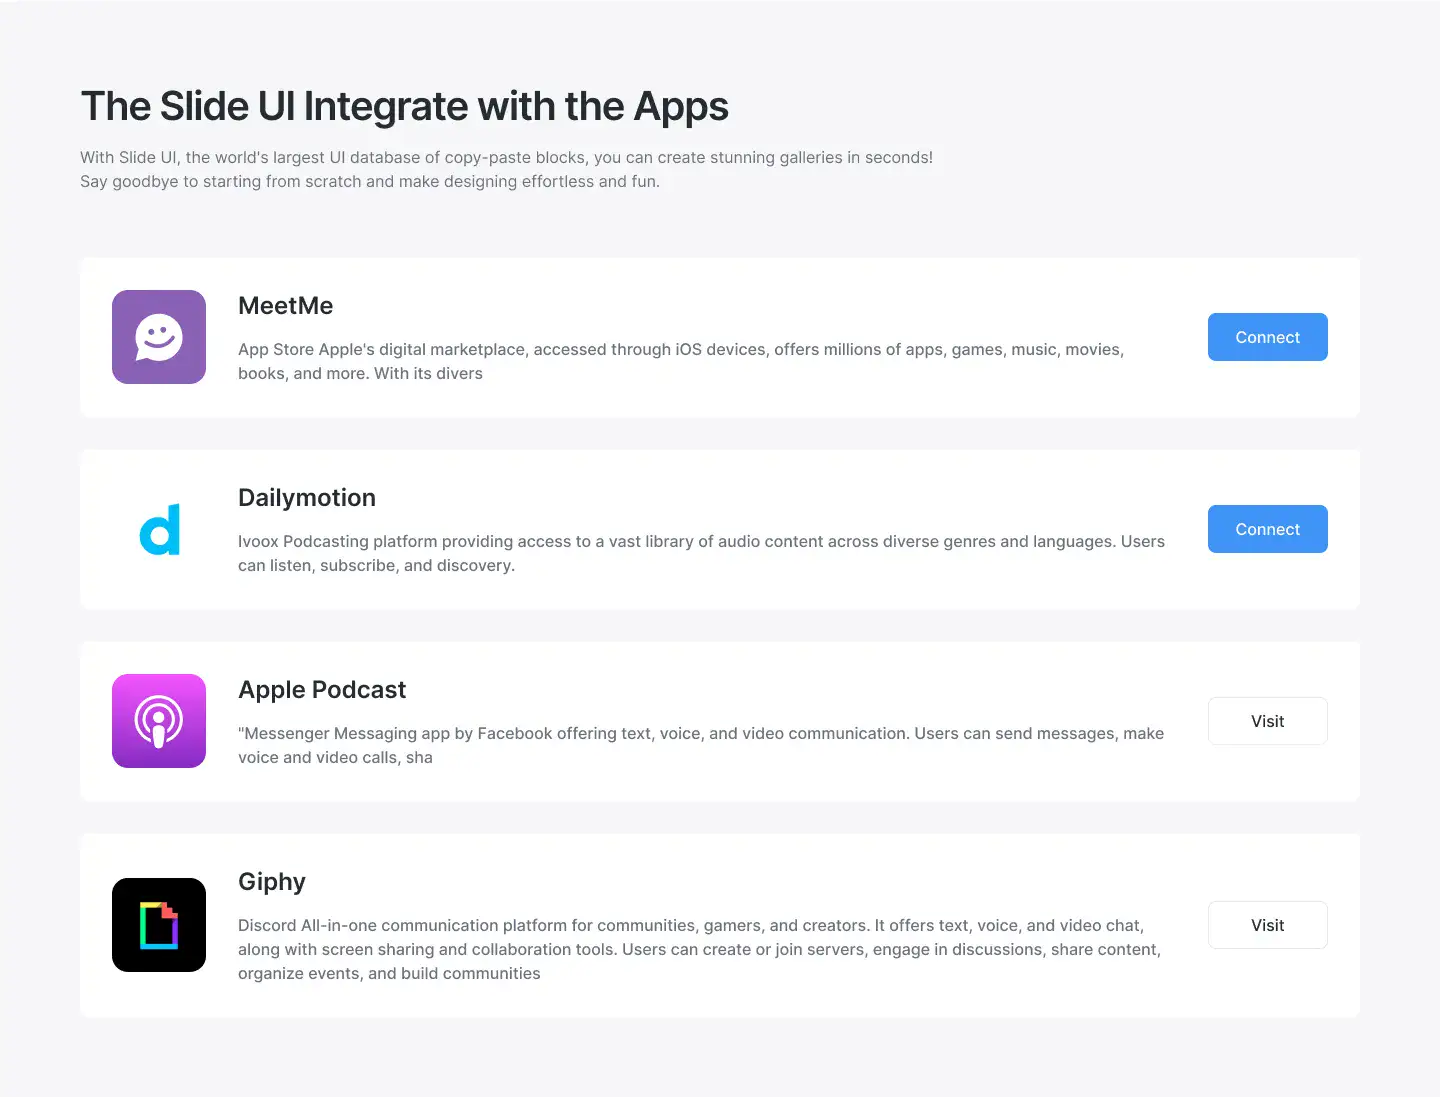 The Slide UI Integrate with the Apps
With Slide UI, the world's largest UI database of copy-paste blocks, you can create stunning galleries in seconds!
Say goodbye to starting from scratch and make designing effortless and fun.
MeetMe
App Store Apple's digital marketplace, accessed through iOS devices, offers millions of apps, games, music, movies,
books, and more. With its divers
Connect
Dailymotion
Ivoox Podcasting platform providing access to a vast library of audio content across diverse genres and languages. Users
can listen, subscribe, and discovery.
Connect
Apple Podcast
"Messenger Messaging app by Facebook offering text, voice, and video communication. Users can send messages, make
voice and video calls, sha
Visit
Giphy
Discord All-in-one communication platform for communities, gamers, and creators. It offers text, voice, and video chat,
along with screen sharing and collaboration tools. Users can create or join servers, engage in discussions, share content,
organize events, and build communities
Visit